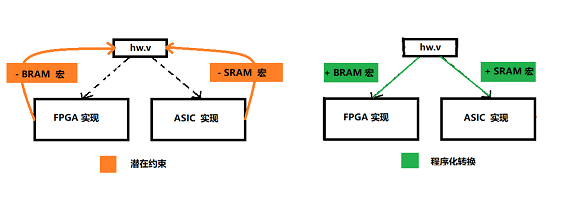 hw.v
- BRAM 宏
- SRAM 宏
FPGA 实现
ASIC 实现
潜在约束
hw.v
+ BRAM 宏
+ SRAM 宏
FPGA 实现
ASIC 实现
程序化转换